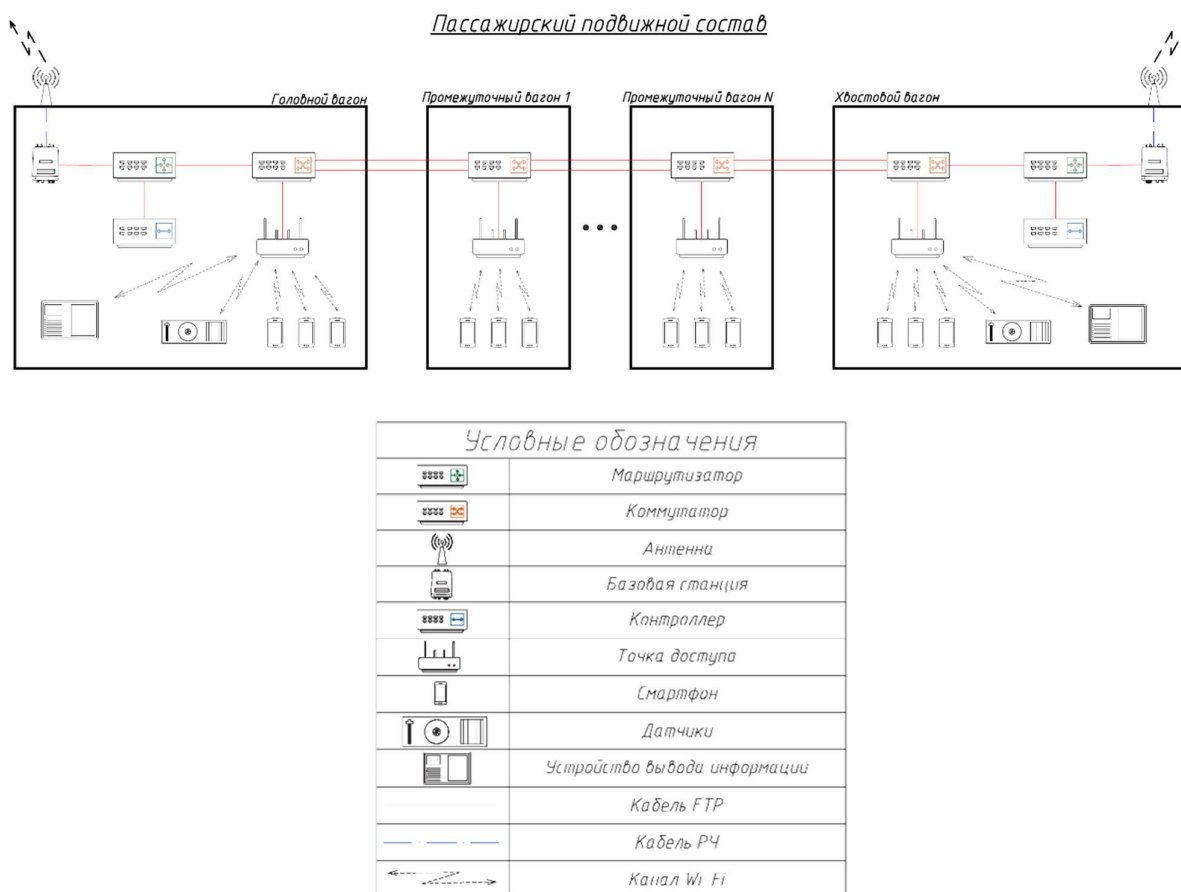 Пассажирский подвижной состав
Головной вагон
Промежуточный вагон 1
Промежуточный вагон N
Хвостовой вагон
Условные обозначения
Маршрутизатор
Коммутатор
Антенна
Базовая станция
Контроллер
Точка доступа
Смартфон
Датчики
Устройство вывода информации
Кабель FTP
Кабель РЧ
Канал Wi Fi